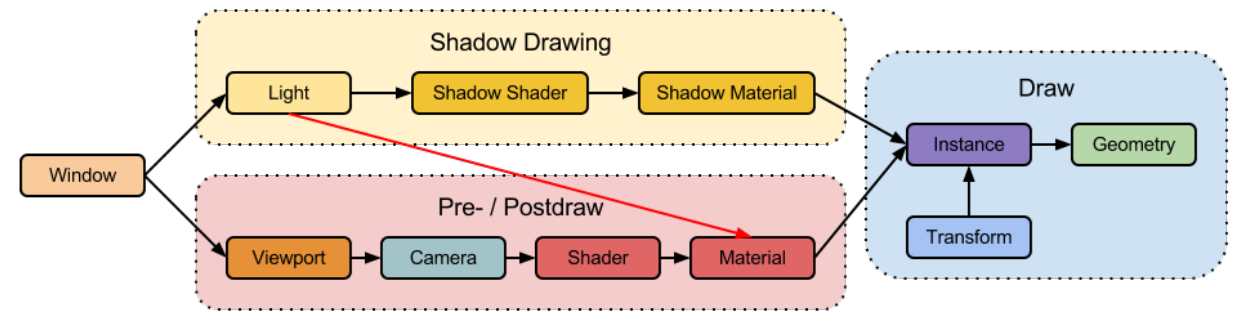 Shadow Drawing
Light
Shadow Shader
Shadow Material
Window
Pre- / Postdraw
Viewport
Camera
Shader
Material
Draw
Instance
Geometry
Transform